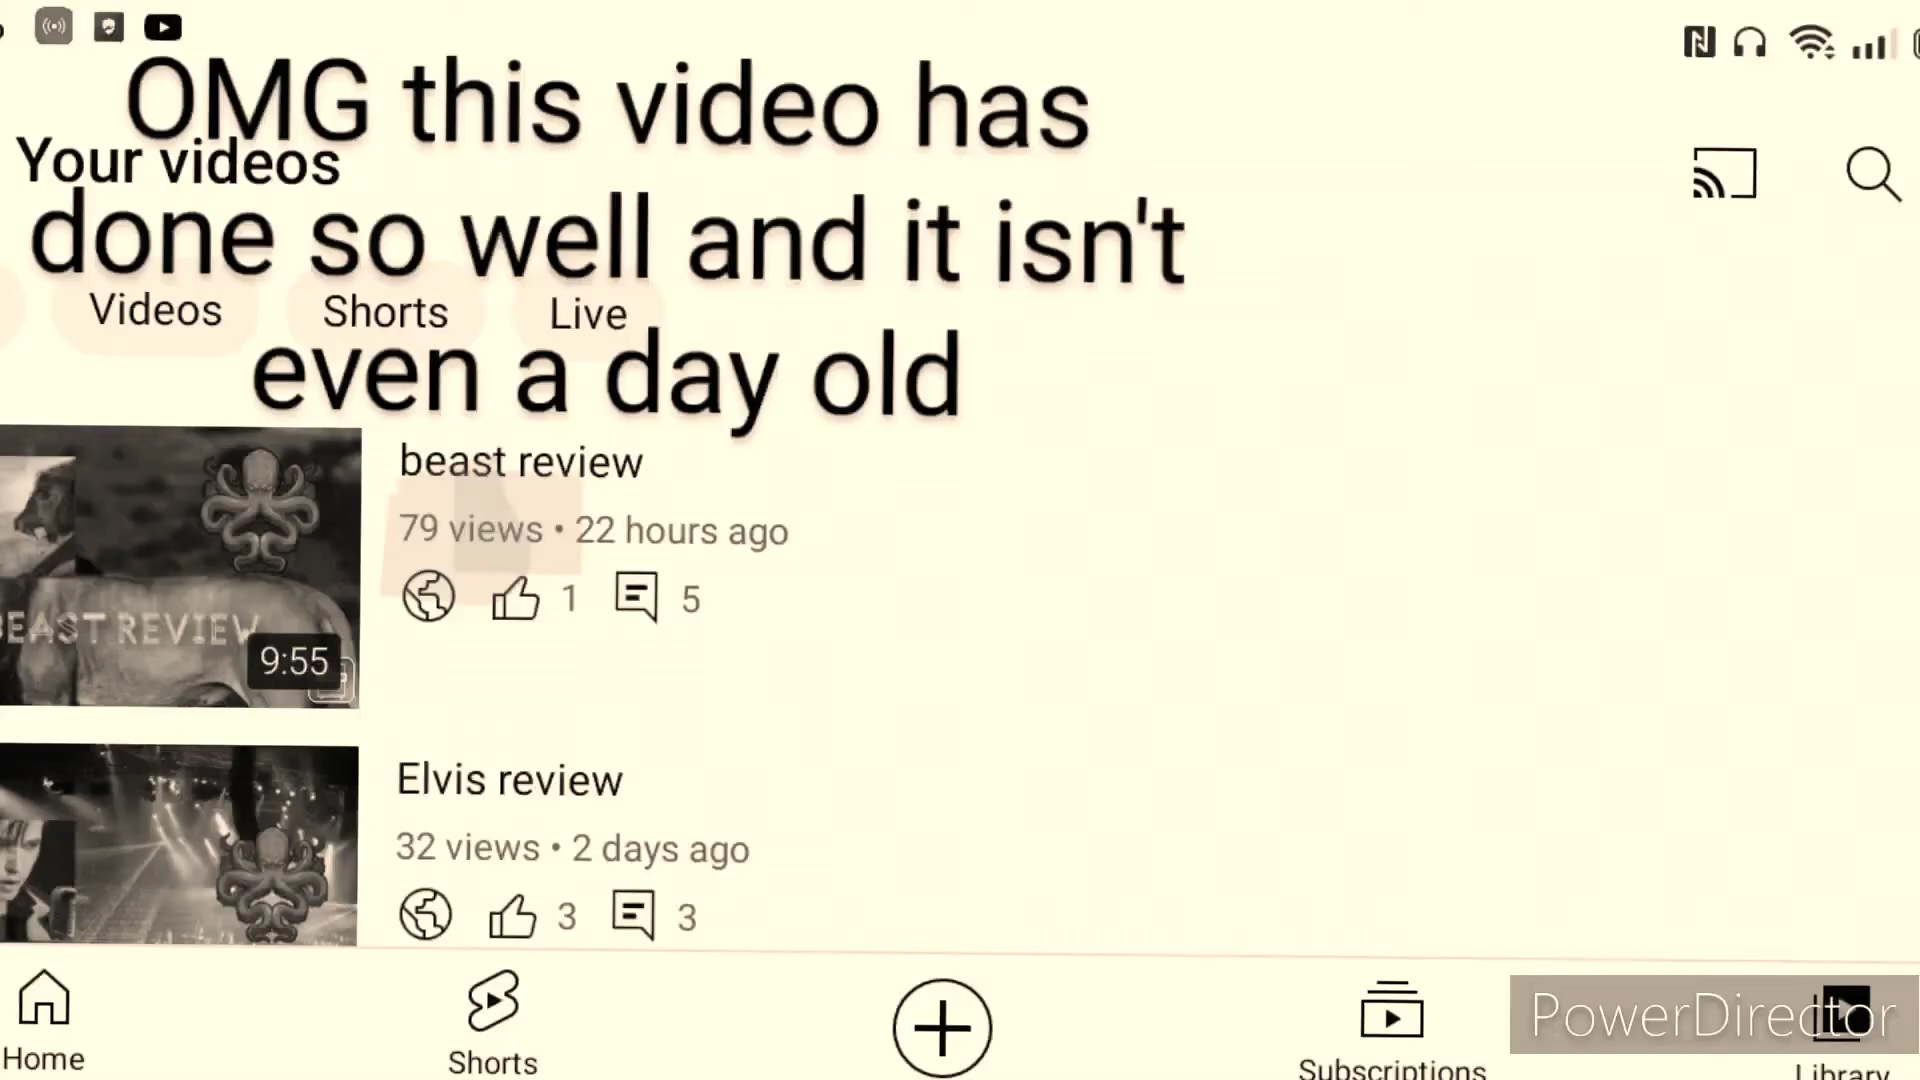 OMG this video has
Your videos
done so well and it isn't
Videos Shorts Live
even a day old
beast review
79 views • 22 hours ago
1 5
BEAST REVIEW
9:55
Elvis review
32 views • 2 days ago
3 3
Home Shorts Subscriptions Library
PowerDirector